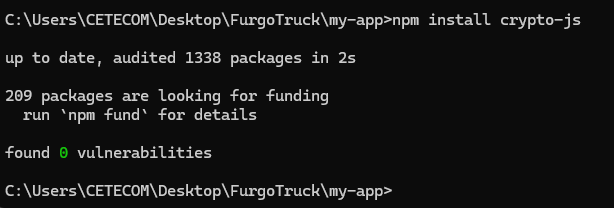 C:\Users\CETECOM\Desktop\FurgoTruck\my-app>npm install crypto-js
up to date, audited 1338 packages in 2s
209 packages are looking for funding
  run `npm fund` for details
found 0 vulnerabilities
C:\Users\CETECOM\Desktop\FurgoTruck\my-app>